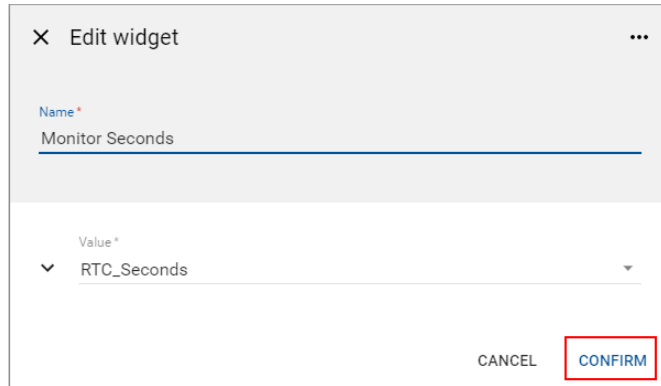 Edit widget
Name*
Monitor Seconds
Value*
RTC_Seconds
CANCEL CONFIRM